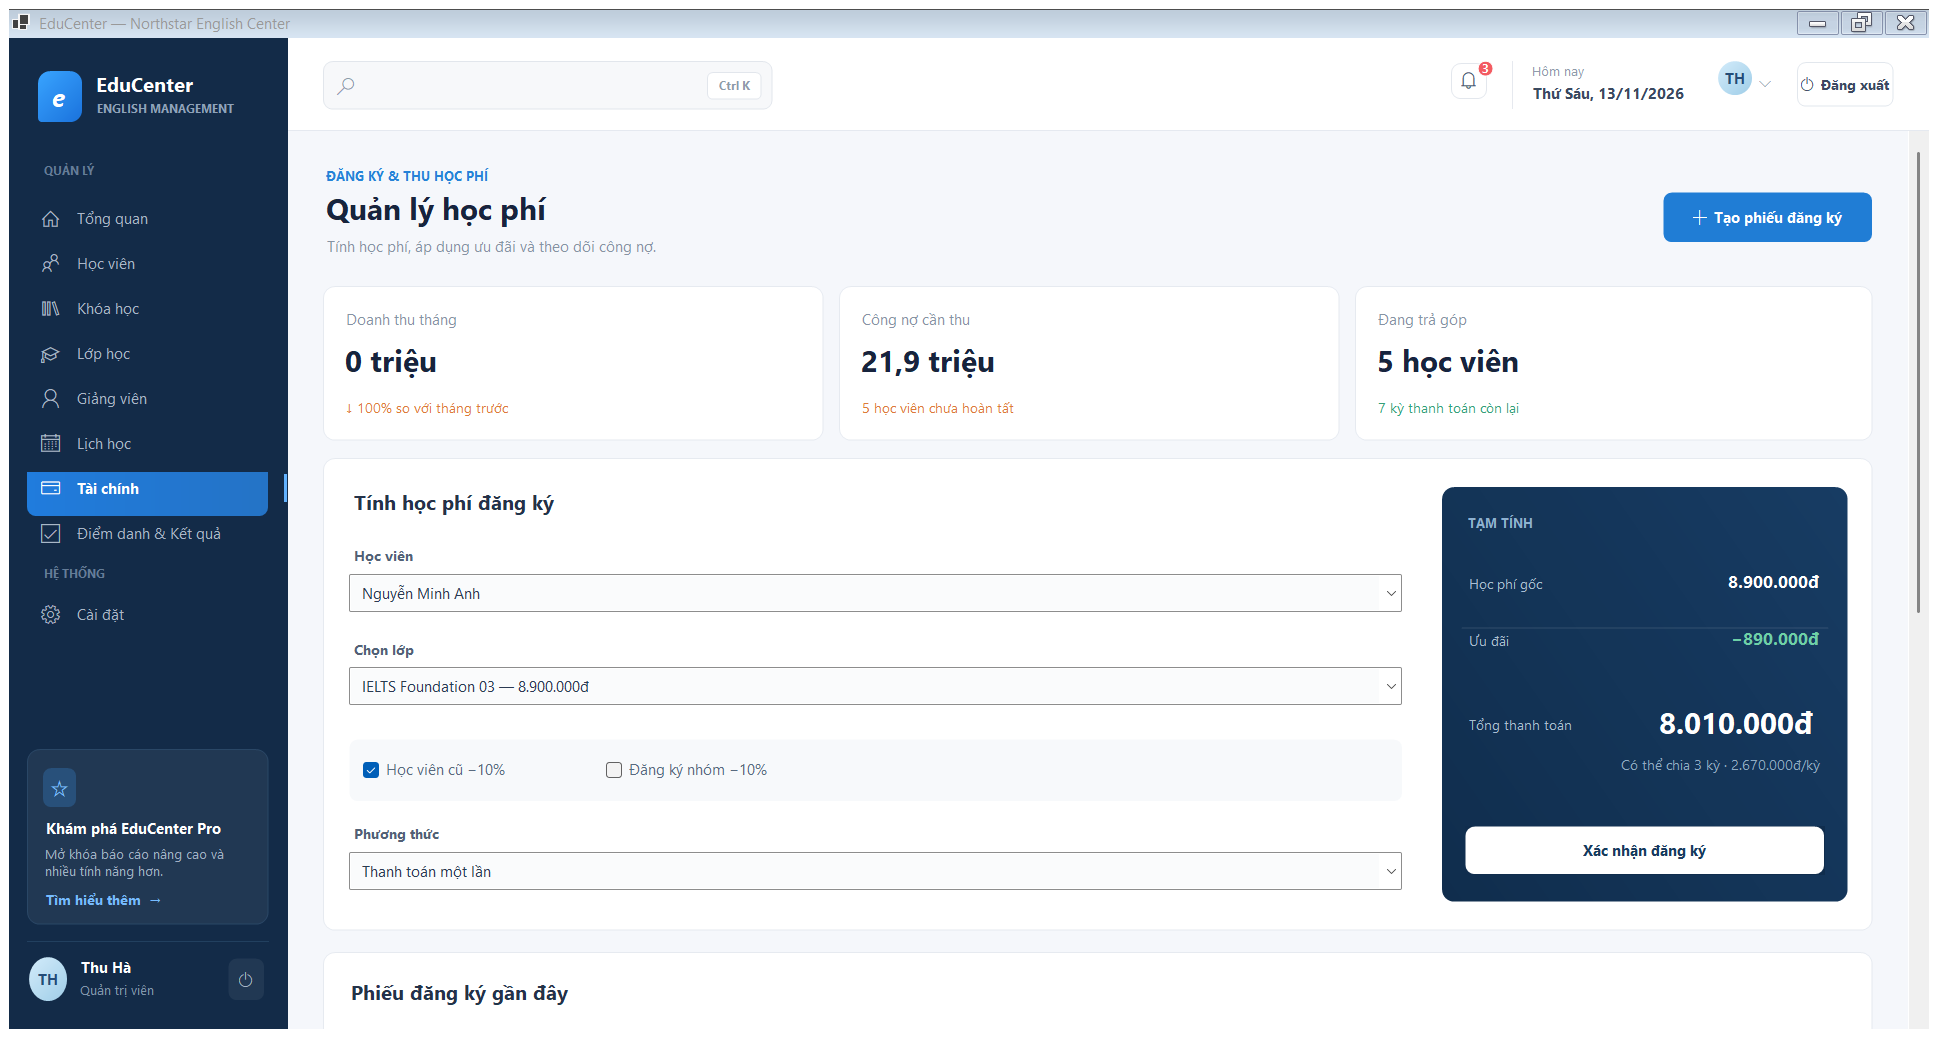 EduCenter — Northstar English Center
e
EduCenter
ENGLISH MANAGEMENT
QUẢN LÝ
Tổng quan
Học viên
Khóa học
Lớp học
Giảng viên
Lịch học
Tài chính
Điểm danh & Kết quả
HỆ THỐNG
Cài đặt
Khám phá EduCenter Pro
Mở khóa báo cáo nâng cao và
nhiều tính năng hơn.
Tìm hiểu thêm →
TH
Thu Hà
Quản trị viên
Ctrl K
3
Hôm nay
Thứ Sáu, 13/11/2026
TH
Đăng xuất
ĐĂNG KÝ & THU HỌC PHÍ
Quản lý học phí
Tính học phí, áp dụng ưu đãi và theo dõi công nợ.
+ Tạo phiếu đăng ký
Doanh thu tháng
0 triệu
↓ 100% so với tháng trước
Công nợ cần thu
21,9 triệu
5 học viên chưa hoàn tất
Đang trả góp
5 học viên
7 kỳ thanh toán còn lại
Tính học phí đăng ký
Học viên
Nguyễn Minh Anh
Chọn lớp
IELTS Foundation 03 — 8.900.000đ
Học viên cũ −10%
Đăng ký nhóm −10%
Phương thức
Thanh toán một lần
TẠM TÍNH
Học phí gốc 8.900.000đ
Ưu đãi −890.000đ
Tổng thanh toán 8.010.000đ
Có thể chia 3 kỳ · 2.670.000đ/kỳ
Xác nhận đăng ký
Phiếu đăng ký gần đây